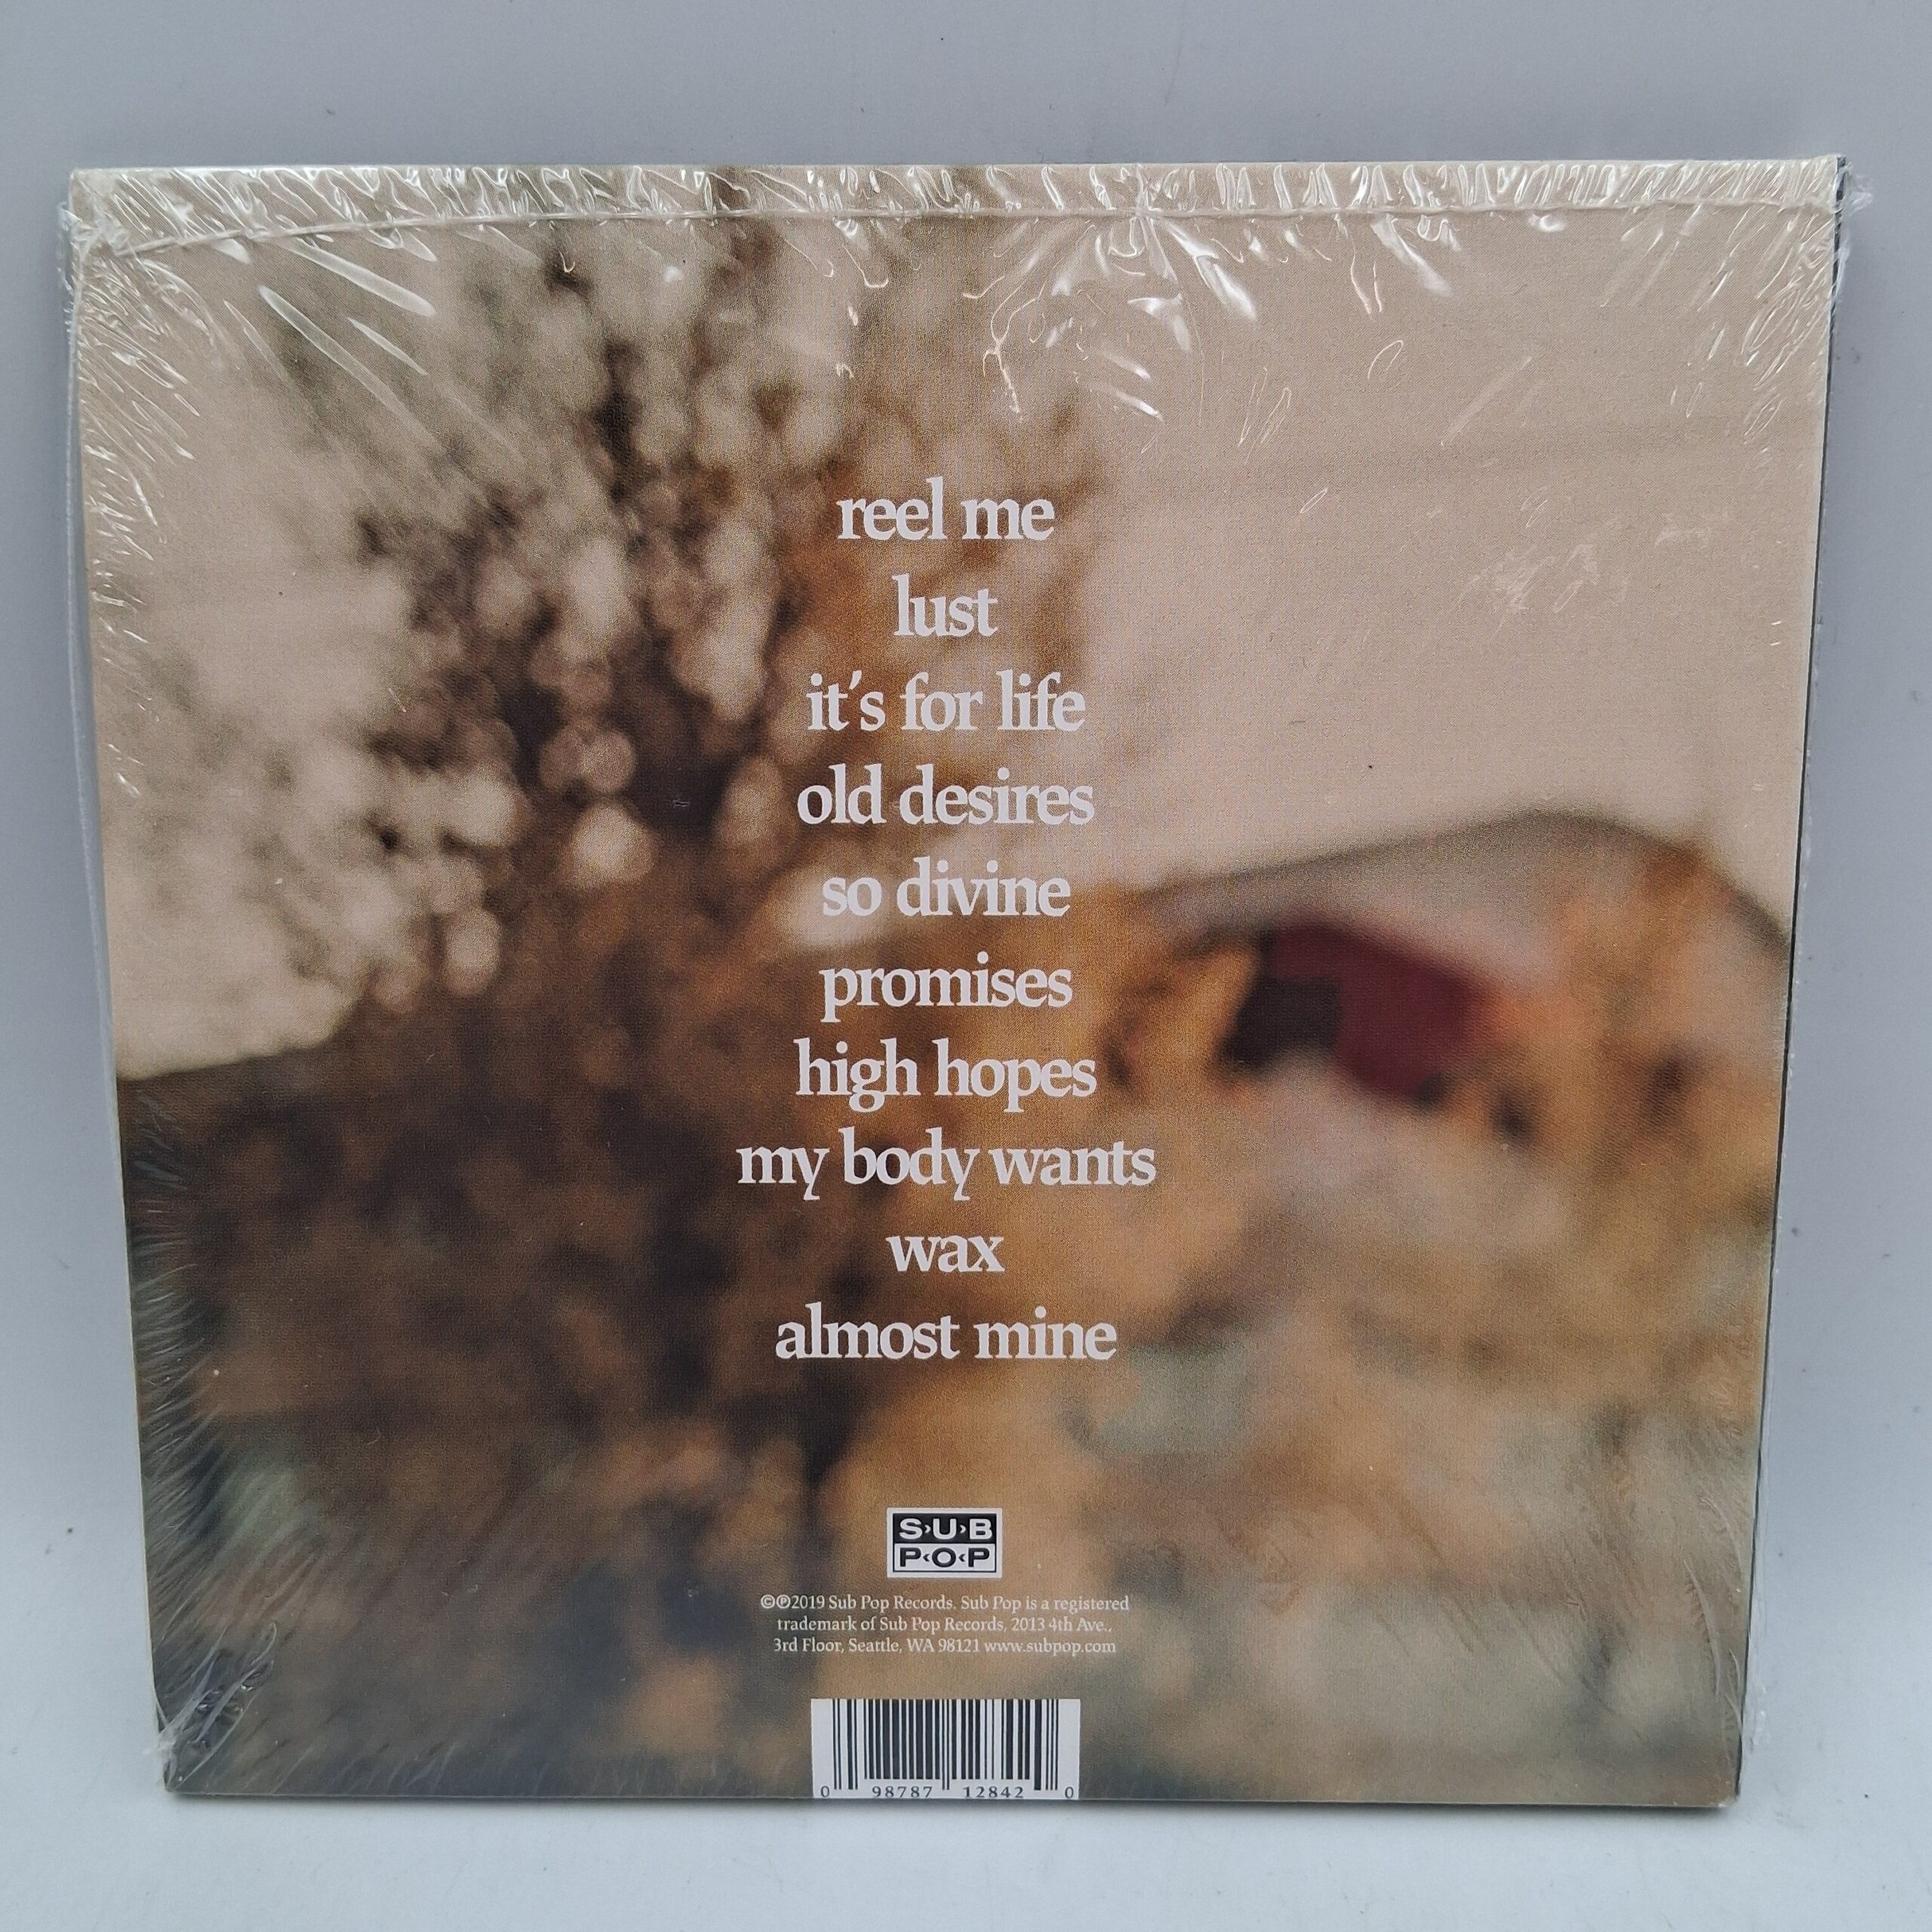 reel me
lust
it's for life
old desires
so divine
promises
high hopes
my body wants
wax
almost mine
S›U›B
P‹O‹P
©℗2019 Sub Pop Records. Sub Pop is a registered
trademark of Sub Pop Records, 2013 4th Ave.,
3rd Floor, Seattle, WA 98121 www.subpop.com
0 98787 12842 0